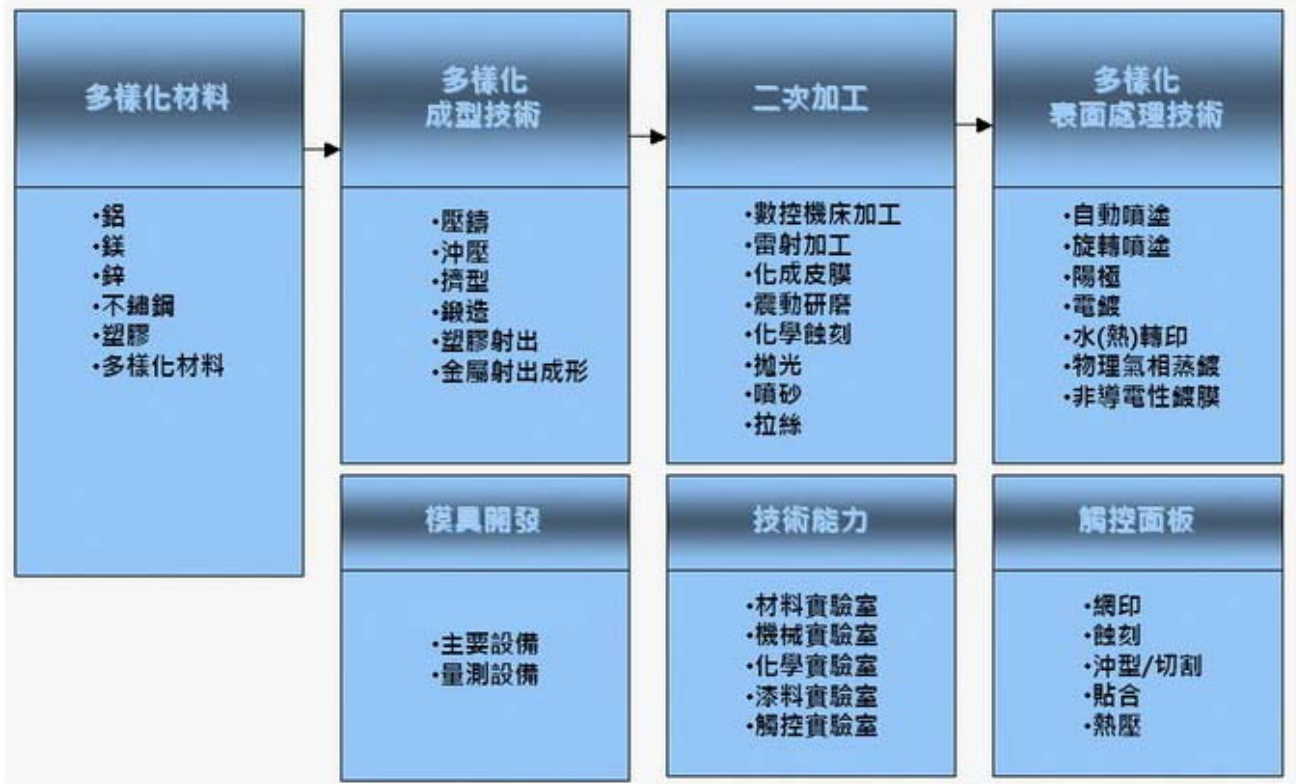 多樣化材料
・鋁
・鎂
・鋅
・不鏽鋼
・塑膠
・多樣化材料
多樣化
成型技術
・壓鑄
・沖壓
・擠型
・鍛造
・塑膠射出
・金屬射出成形
二次加工
・數控機床加工
・雷射加工
・化成皮膜
・震動研磨
・化學蝕刻
・拋光
・噴砂
・拉絲
多樣化
表面處理技術
・自動噴塗
・旋轉噴塗
・陽極
・電鍍
・水(熱)轉印
・物理氣相蒸鍍
・非導電性鍍膜
模具開發
・主要設備
・量測設備
技術能力
・材料實驗室
・機械實驗室
・化學實驗室
・漆料實驗室
・觸控實驗室
觸控面板
・網印
・蝕刻
・沖型/切割
・貼合
・熱壓